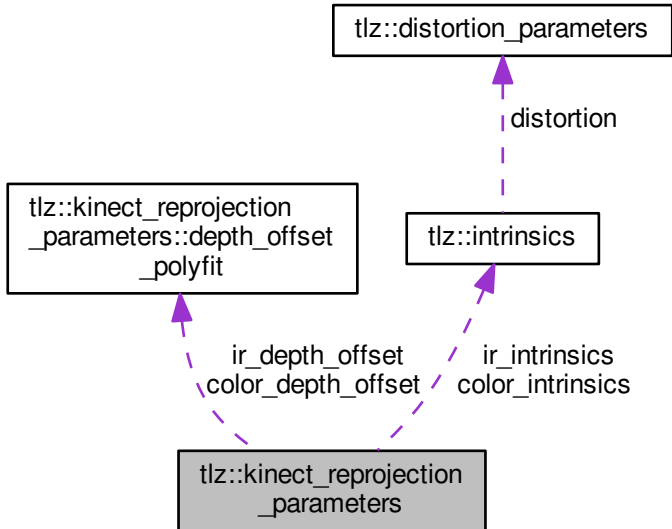 tlz::distortion_parameters
distortion
tlz::kinect_reprojection
_parameters::depth_offset
_polyfit
tlz::intrinsics
ir_depth_offset
color_depth_offset
ir_intrinsics
color_intrinsics
tlz::kinect_reprojection
_parameters